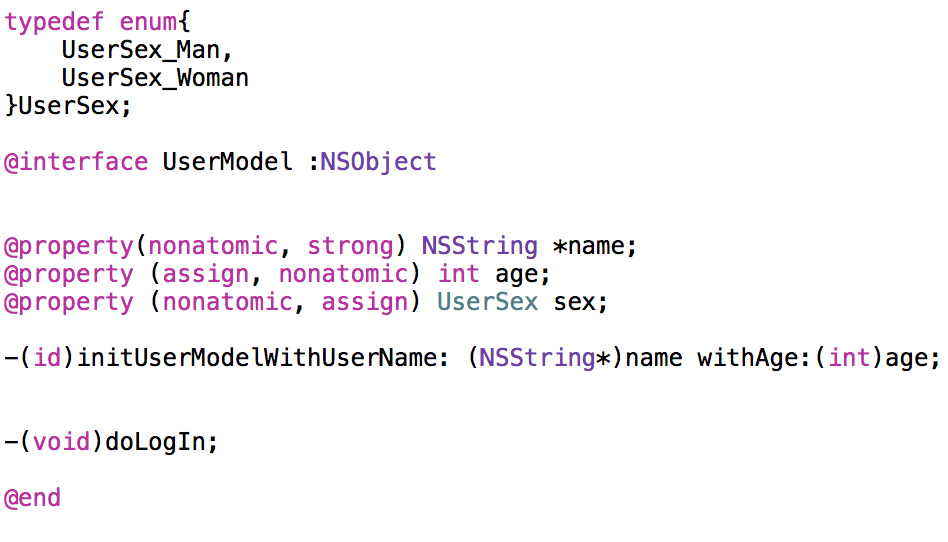 typedef enum{
    UserSex_Man,
    UserSex_Woman
}UserSex;
@interface UserModel :NSObject
@property(nonatomic, strong) NSString *name;
@property (assign, nonatomic) int age;
@property (nonatomic, assign) UserSex sex;
-(id)initUserModelWithUserName: (NSString*)name withAge:(int)age;
-(void)doLogIn;
@end